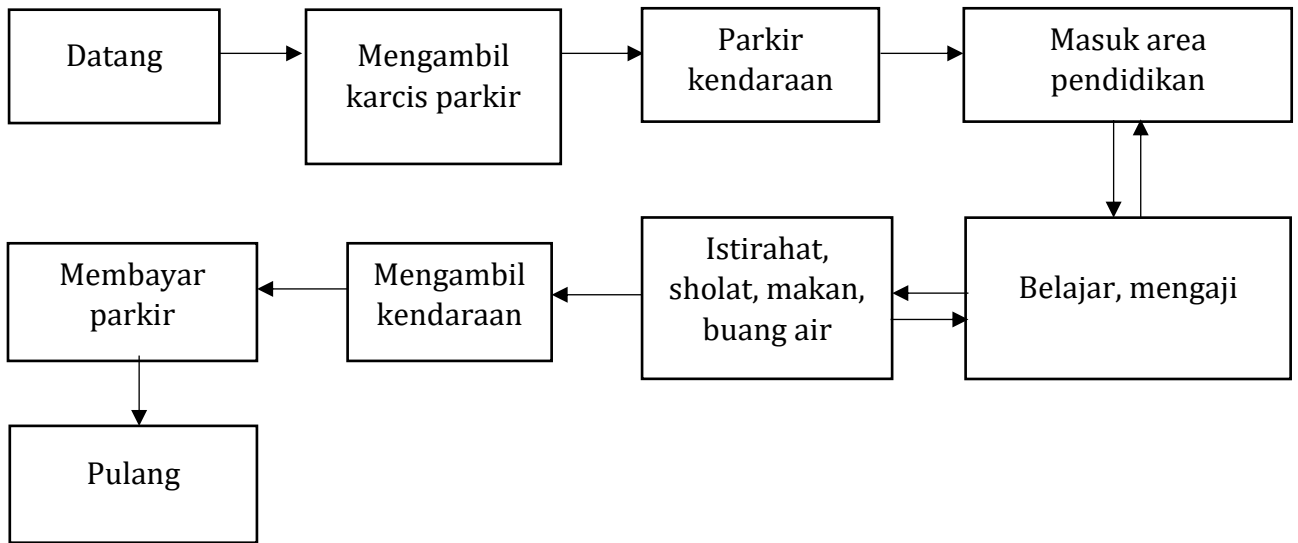 Datang
Mengambil
karcis parkir
Parkir
kendaraan
Masuk area
pendidikan
Belajar, mengaji
Istirahat,
sholat, makan,
buang air
Mengambil
kendaraan
Membayar
parkir
Pulang